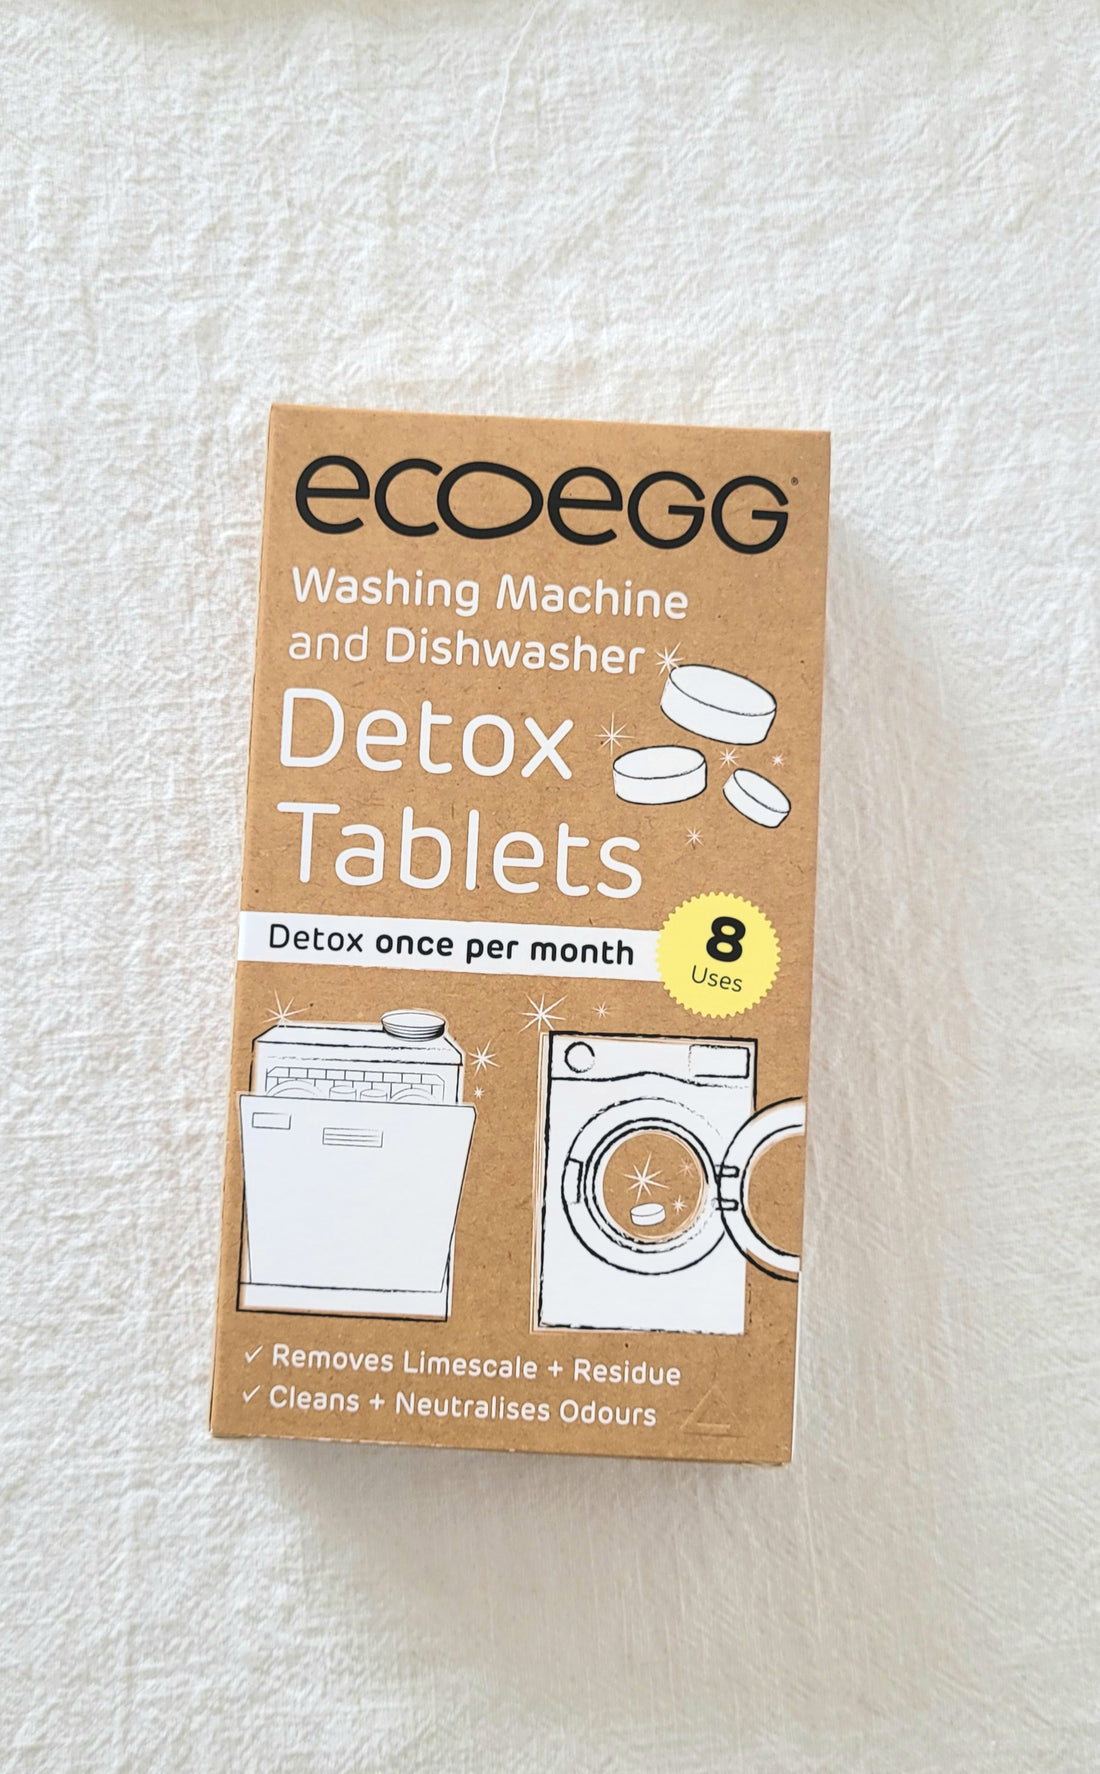 ecoeGG®
Washing Machine
and Dishwasher
Detox
Tablets
Detox once per month
8
Uses
✓ Removes Limescale + Residue
✓ Cleans + Neutralises Odours